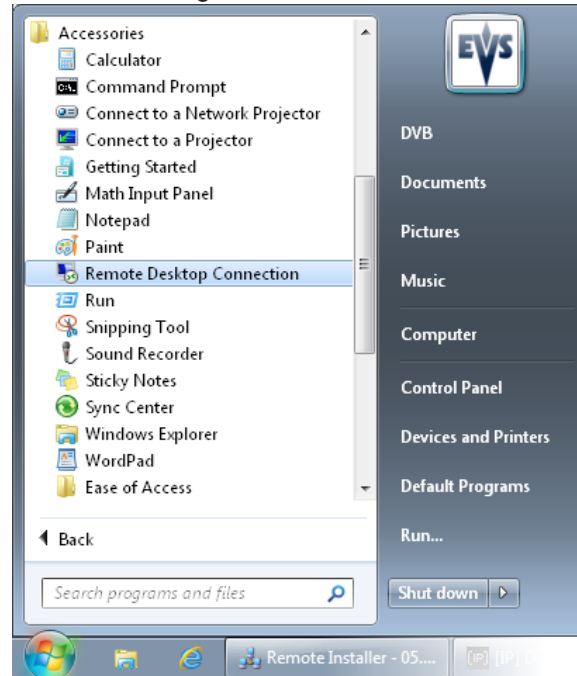 Accessories
Calculator
Command Prompt
Connect to a Network Projector
Connect to a Projector
Getting Started
Math Input Panel
Notepad
Paint
Remote Desktop Connection
Run
Snipping Tool
Sound Recorder
Sticky Notes
Sync Center
Windows Explorer
WordPad
Ease of Access
Back
Search programs and files
EVS
DVB
Documents
Pictures
Music
Computer
Control Panel
Devices and Printers
Default Programs
Run...
Shut down
Remote Installer - 05....
(IP) [IP]